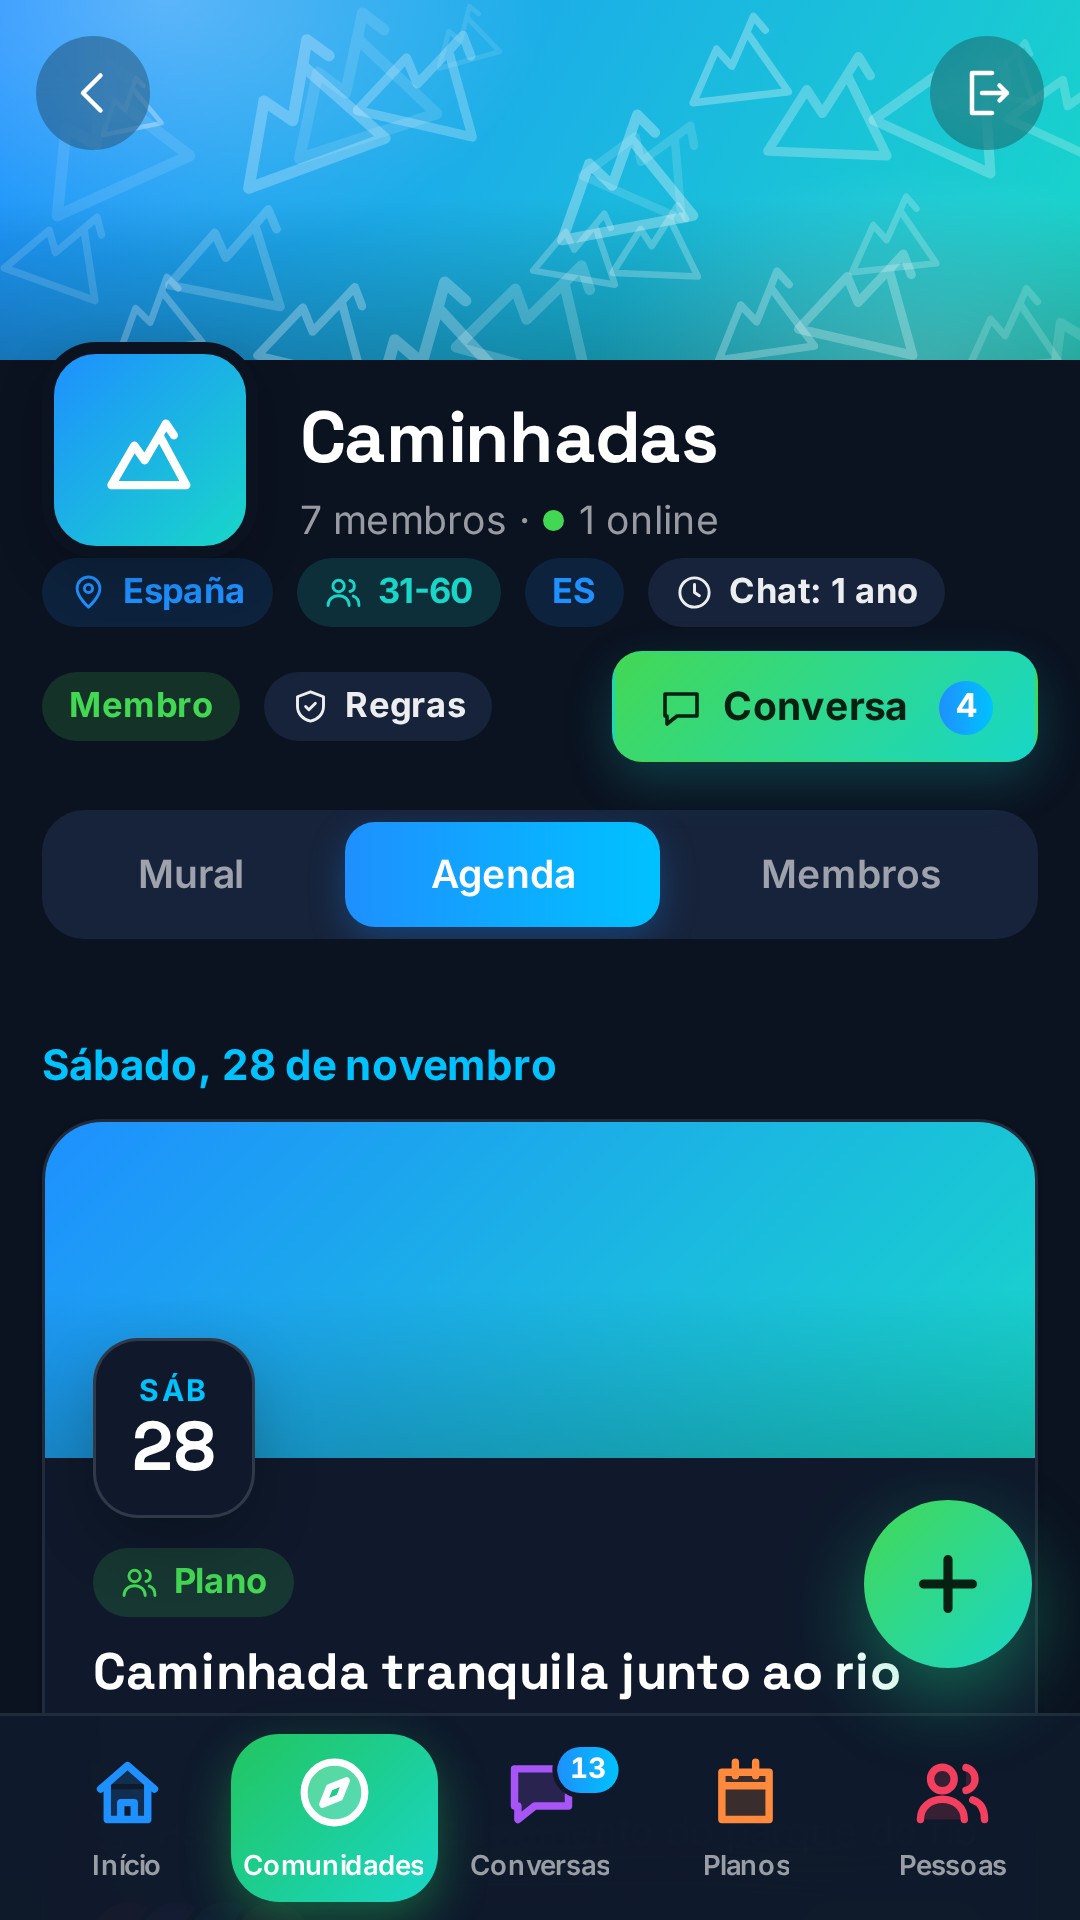 Caminhadas
7 membros · 1 online
España
31-60
ES
Chat: 1 ano
Membro
Regras
Conversa
4
Mural
Agenda
Membros
Sábado, 28 de novembro
SÁB
28
Plano
Caminhada tranquila junto ao rio
13
Início
Comunidades
Conversas
Planos
Pessoas